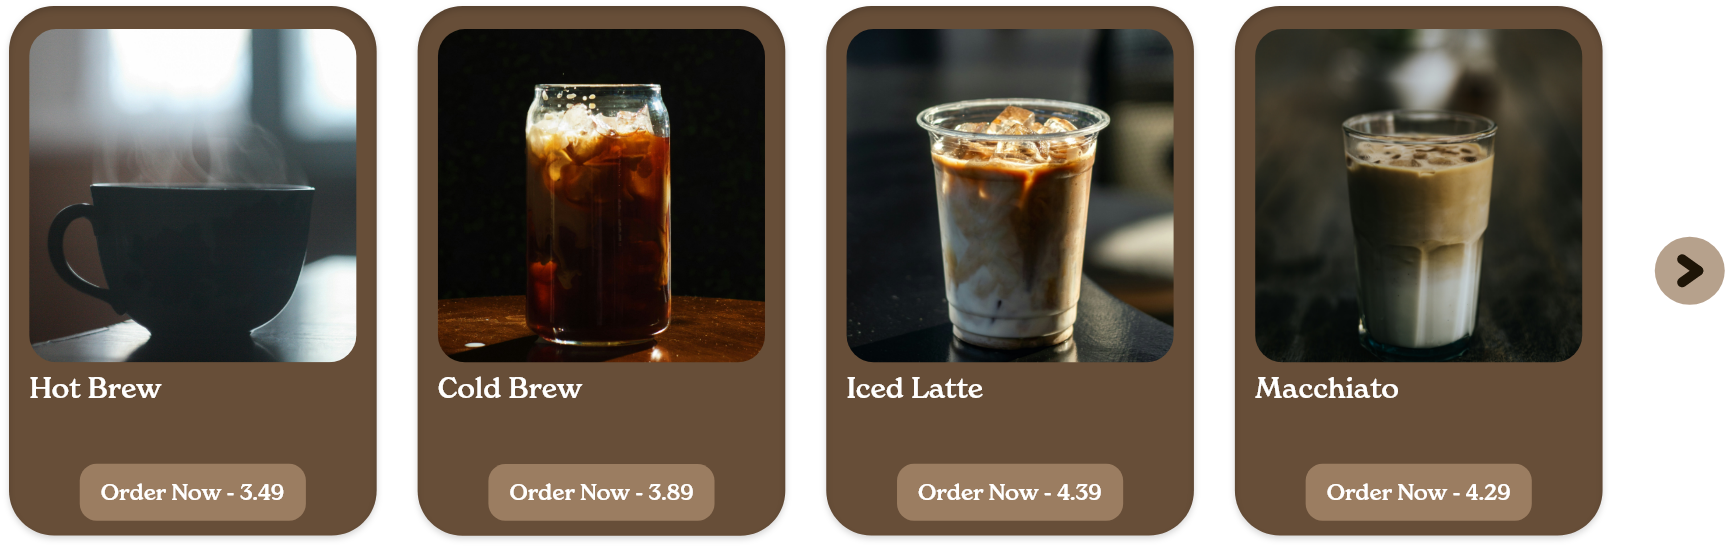 Hot Brew
Order Now - 3.49
Cold Brew
Order Now - 3.89
Iced Latte
Order Now - 4.39
Macchiato
Order Now - 4.29